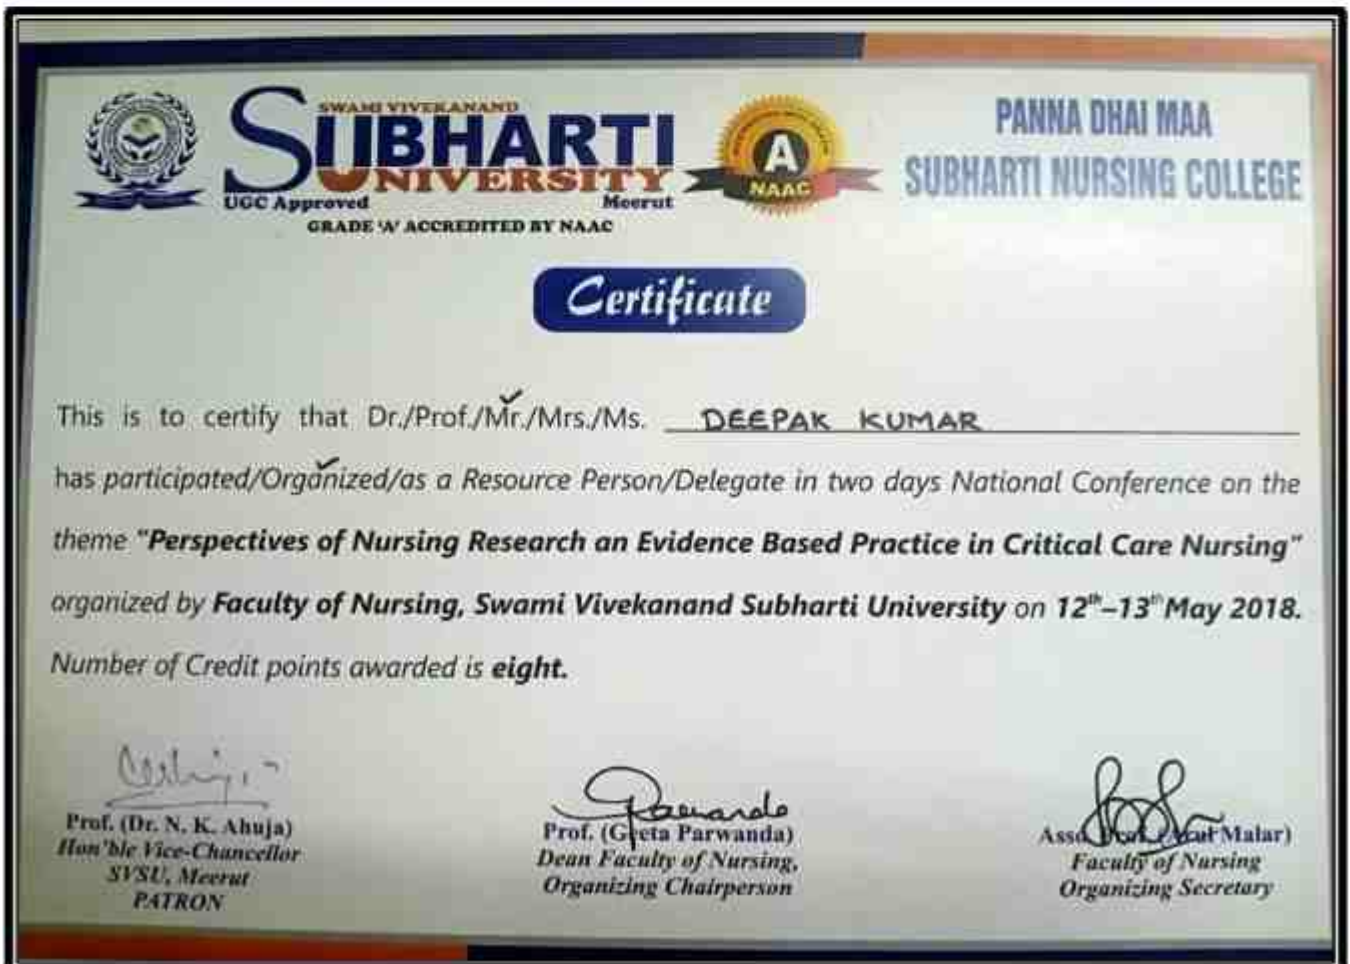 SWAMI VIVEKANAND
SUBHARTI
UNIVERSITY
UGC Approved Meerut
GRADE 'A' ACCREDITED BY NAAC
A
NAAC
PANNA DHAI MAA
SUBHARTI NURSING COLLEGE
Certificate
This is to certify that Dr./Prof./Mr./Mrs./Ms. DEEPAK KUMAR
has participated/Organized/as a Resource Person/Delegate in two days National Conference on the
theme "Perspectives of Nursing Research an Evidence Based Practice in Critical Care Nursing"
organized by Faculty of Nursing, Swami Vivekanand Subharti University on 12th–13th May 2018.
Number of Credit points awarded is eight.
Prof. (Dr. N. K. Ahuja)
Hon'ble Vice-Chancellor
SVSU, Meerut
PATRON
Prof. (Geeta Parwanda)
Dean Faculty of Nursing,
Organizing Chairperson
Malar)
Faculty of Nursing
Organizing Secretary